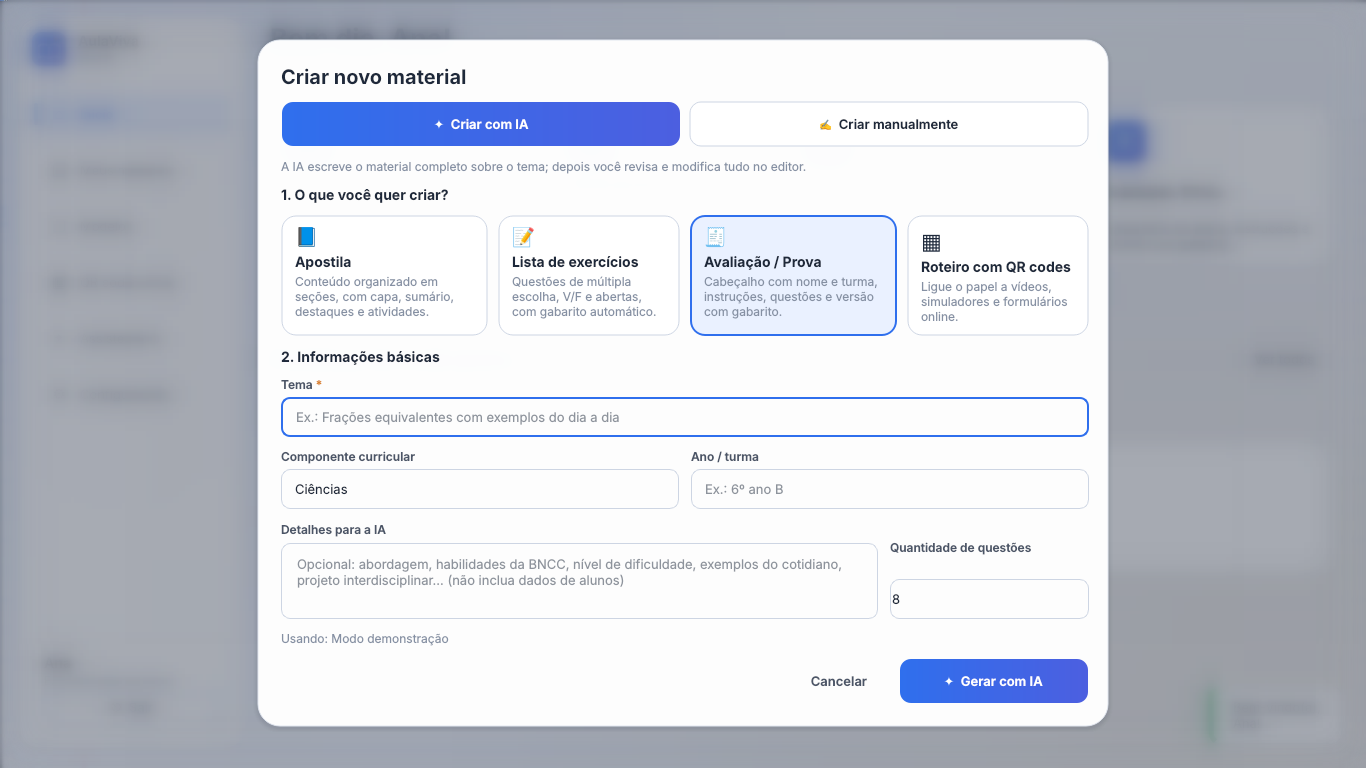 Criar novo material
✦ Criar com IA
✍ Criar manualmente
A IA escreve o material completo sobre o tema; depois você revisa e modifica tudo no editor.
1. O que você quer criar?
Apostila
Conteúdo organizado em
seções, com capa, sumário,
destaques e atividades.
Lista de exercícios
Questões de múltipla
escolha, V/F e abertas,
com gabarito automático.
Avaliação / Prova
Cabeçalho com nome e turma,
instruções, questões e versão
com gabarito.
Roteiro com QR codes
Ligue o papel a vídeos,
simuladores e formulários
online.
2. Informações básicas
Tema *
Ex.: Frações equivalentes com exemplos do dia a dia
Componente curricular
Ciências
Ano / turma
Ex.: 6º ano B
Detalhes para a IA
Opcional: abordagem, habilidades da BNCC, nível de dificuldade, exemplos do cotidiano,
projeto interdisciplinar... (não inclua dados de alunos)
Quantidade de questões
8
Usando: Modo demonstração
Cancelar
✦ Gerar com IA